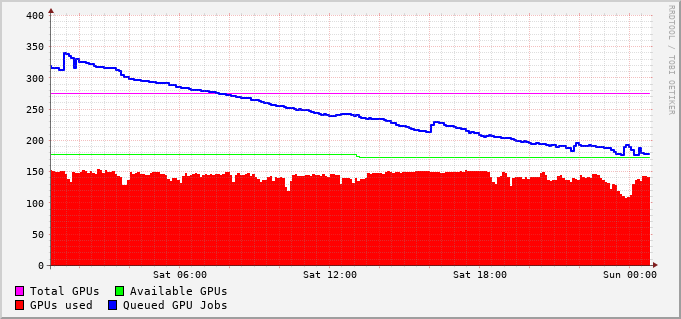 400
350
300
250
200
150
100
50
0
Sat 06:00 Sat 12:00 Sat 18:00 Sun 00:00
Total GPUs Available GPUs
GPUs used Queued GPU Jobs
RRDTOOL / TOBI OETIKER